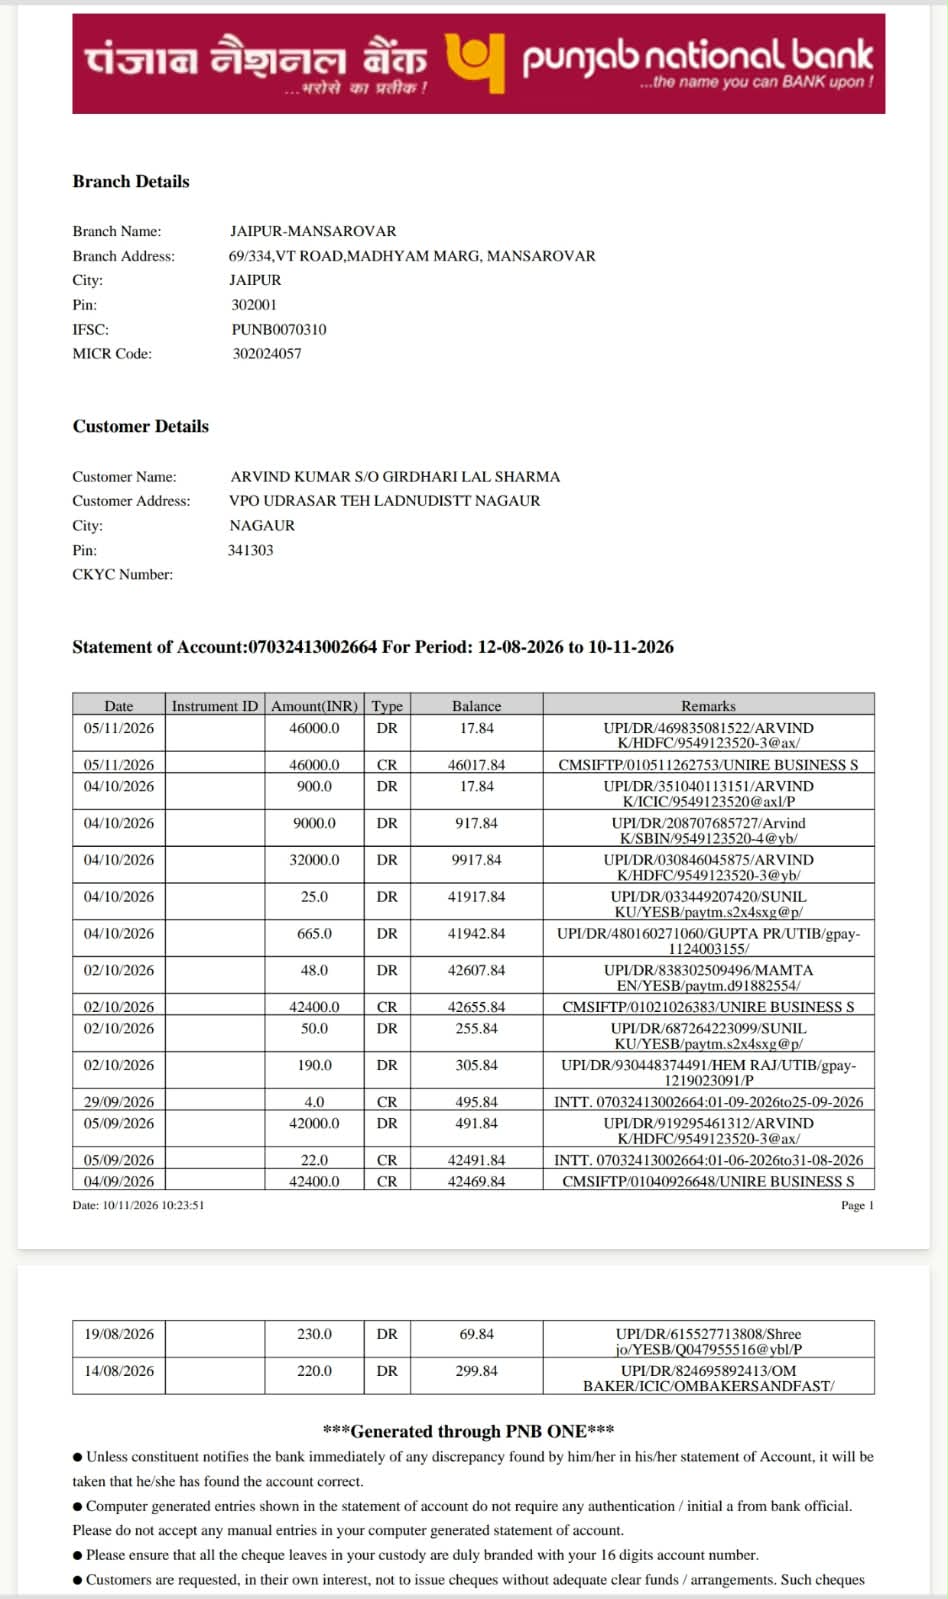 पंजाब नैशनल बैंक
...भरोसे का प्रतीक !
punjab national bank
...the name you can BANK upon !
Branch Details
Branch Name: JAIPUR-MANSAROVAR
Branch Address: 69/334,VT ROAD,MADHYAM MARG, MANSAROVAR
City: JAIPUR
Pin: 302001
IFSC: PUNB0070310
MICR Code: 302024057
Customer Details
Customer Name: ARVIND KUMAR S/O GIRDHARI LAL SHARMA
Customer Address: VPO UDRASAR TEH LADNUDISTT NAGAUR
City: NAGAUR
Pin: 341303
CKYC Number:
Statement of Account:07032413002664 For Period: 12-08-2026 to 10-11-2026
Date Instrument ID Amount(INR) Type Balance Remarks
05/11/2026 46000.0 DR 17.84 UPI/DR/469835081522/ARVIND
K/HDFC/9549123520-3@ax/
05/11/2026 46000.0 CR 46017.84 CMSIFTP/010511262753/UNIRE BUSINESS S
04/10/2026 900.0 DR 17.84 UPI/DR/351040113151/ARVIND
K/ICIC/9549123520@axl/P
04/10/2026 9000.0 DR 917.84 UPI/DR/208707685727/Arvind
K/SBIN/9549123520-4@yb/
04/10/2026 32000.0 DR 9917.84 UPI/DR/030846045875/ARVIND
K/HDFC/9549123520-3@yb/
04/10/2026 25.0 DR 41917.84 UPI/DR/033449207420/SUNIL
KU/YESB/paytm.s2x4sxg@p/
04/10/2026 665.0 DR 41942.84 UPI/DR/480160271060/GUPTA PR/UTIB/gpay-
1124003155/
02/10/2026 48.0 DR 42607.84 UPI/DR/838302509496/MAMTA
EN/YESB/paytm.d91882554/
02/10/2026 42400.0 CR 42655.84 CMSIFTP/01021026383/UNIRE BUSINESS S
02/10/2026 50.0 DR 255.84 UPI/DR/687264223099/SUNIL
KU/YESB/paytm.s2x4sxg@p/
02/10/2026 190.0 DR 305.84 UPI/DR/930448374491/HEM RAJ/UTIB/gpay-
1219023091/P
29/09/2026 4.0 CR 495.84 INTT. 07032413002664:01-09-2026to25-09-2026
05/09/2026 42000.0 DR 491.84 UPI/DR/919295461312/ARVIND
K/HDFC/9549123520-3@ax/
05/09/2026 22.0 CR 42491.84 INTT. 07032413002664:01-06-2026to31-08-2026
04/09/2026 42400.0 CR 42469.84 CMSIFTP/01040926648/UNIRE BUSINESS S
Date: 10/11/2026 10:23:51 Page 1
19/08/2026 230.0 DR 69.84 UPI/DR/615527713808/Shree
jo/YESB/Q047955516@ybl/P
14/08/2026 220.0 DR 299.84 UPI/DR/824695892413/OM
BAKER/ICIC/OMBAKERSANDFAST/
***Generated through PNB ONE***
● Unless constituent notifies the bank immediately of any discrepancy found by him/her in his/her statement of Account, it will be
taken that he/she has found the account correct.
● Computer generated entries shown in the statement of account do not require any authentication / initial a from bank official.
Please do not accept any manual entries in your computer generated statement of account.
● Please ensure that all the cheque leaves in your custody are duly branded with your 16 digits account number.
● Customers are requested, in their own interest, not to issue cheques without adequate clear funds / arrangements. Such cheques